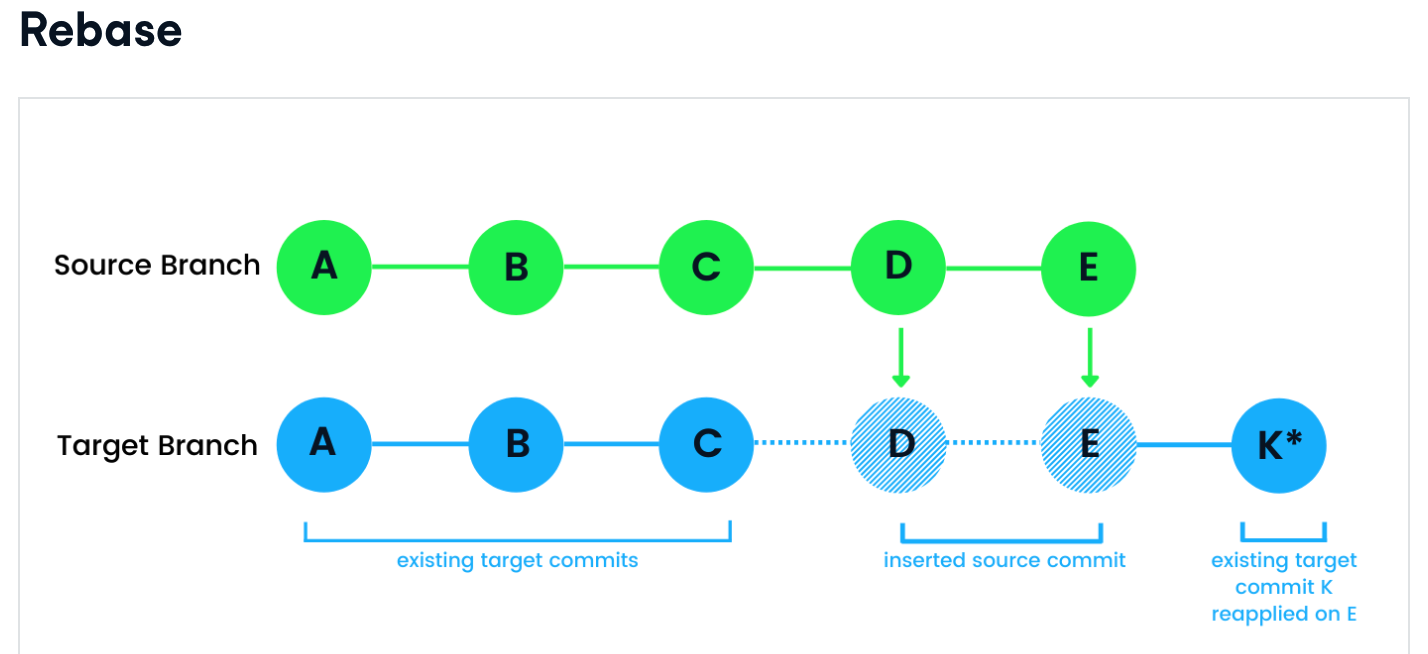 Rebase
Source Branch A B C D E
Target Branch A B C D E K*
existing target commits
inserted source commit
existing target
commit K
reapplied on E